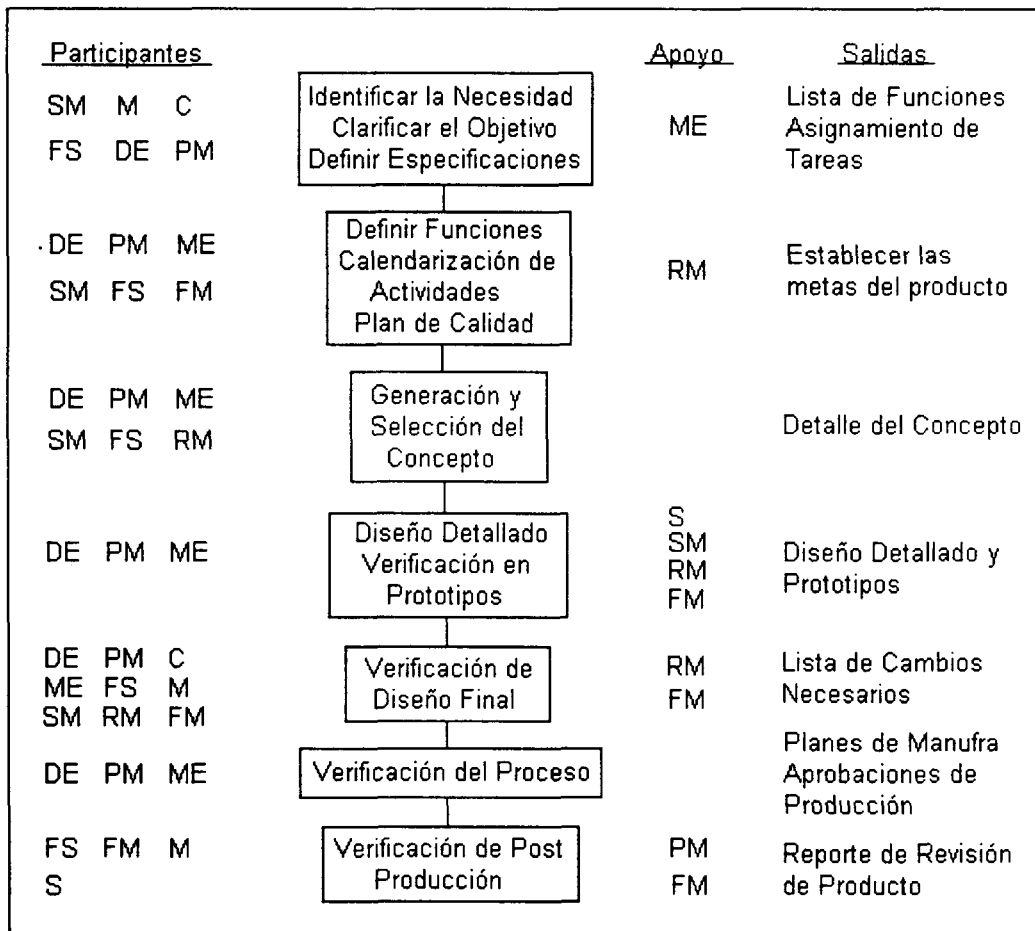 Participantes
Apoyo
Salidas
SM M C
FS DE PM
Identificar la Necesidad
Clarificar el Objetivo
Definir Especificaciones
ME
Lista de Funciones
Asignamiento de
Tareas
DE PM ME
SM FS FM
Definir Funciones
Calendarización de
Actividades
Plan de Calidad
RM
Establecer las
metas del producto
DE PM ME
SM FS RM
Generación y
Selección del
Concepto
Detalle del Concepto
DE PM ME
Diseño Detallado
Verificación en
Prototipos
S
SM
RM
FM
Diseño Detallado y
Prototipos
DE PM C
ME FS M
SM RM FM
Verificación de
Diseño Final
RM
FM
Lista de Cambios
Necesarios
DE PM ME
Verificación del Proceso
Planes de Manufra
Aprobaciones de
Producción
FS FM M
S
Verificación de Post
Producción
PM
FM
Reporte de Revisión
de Producto